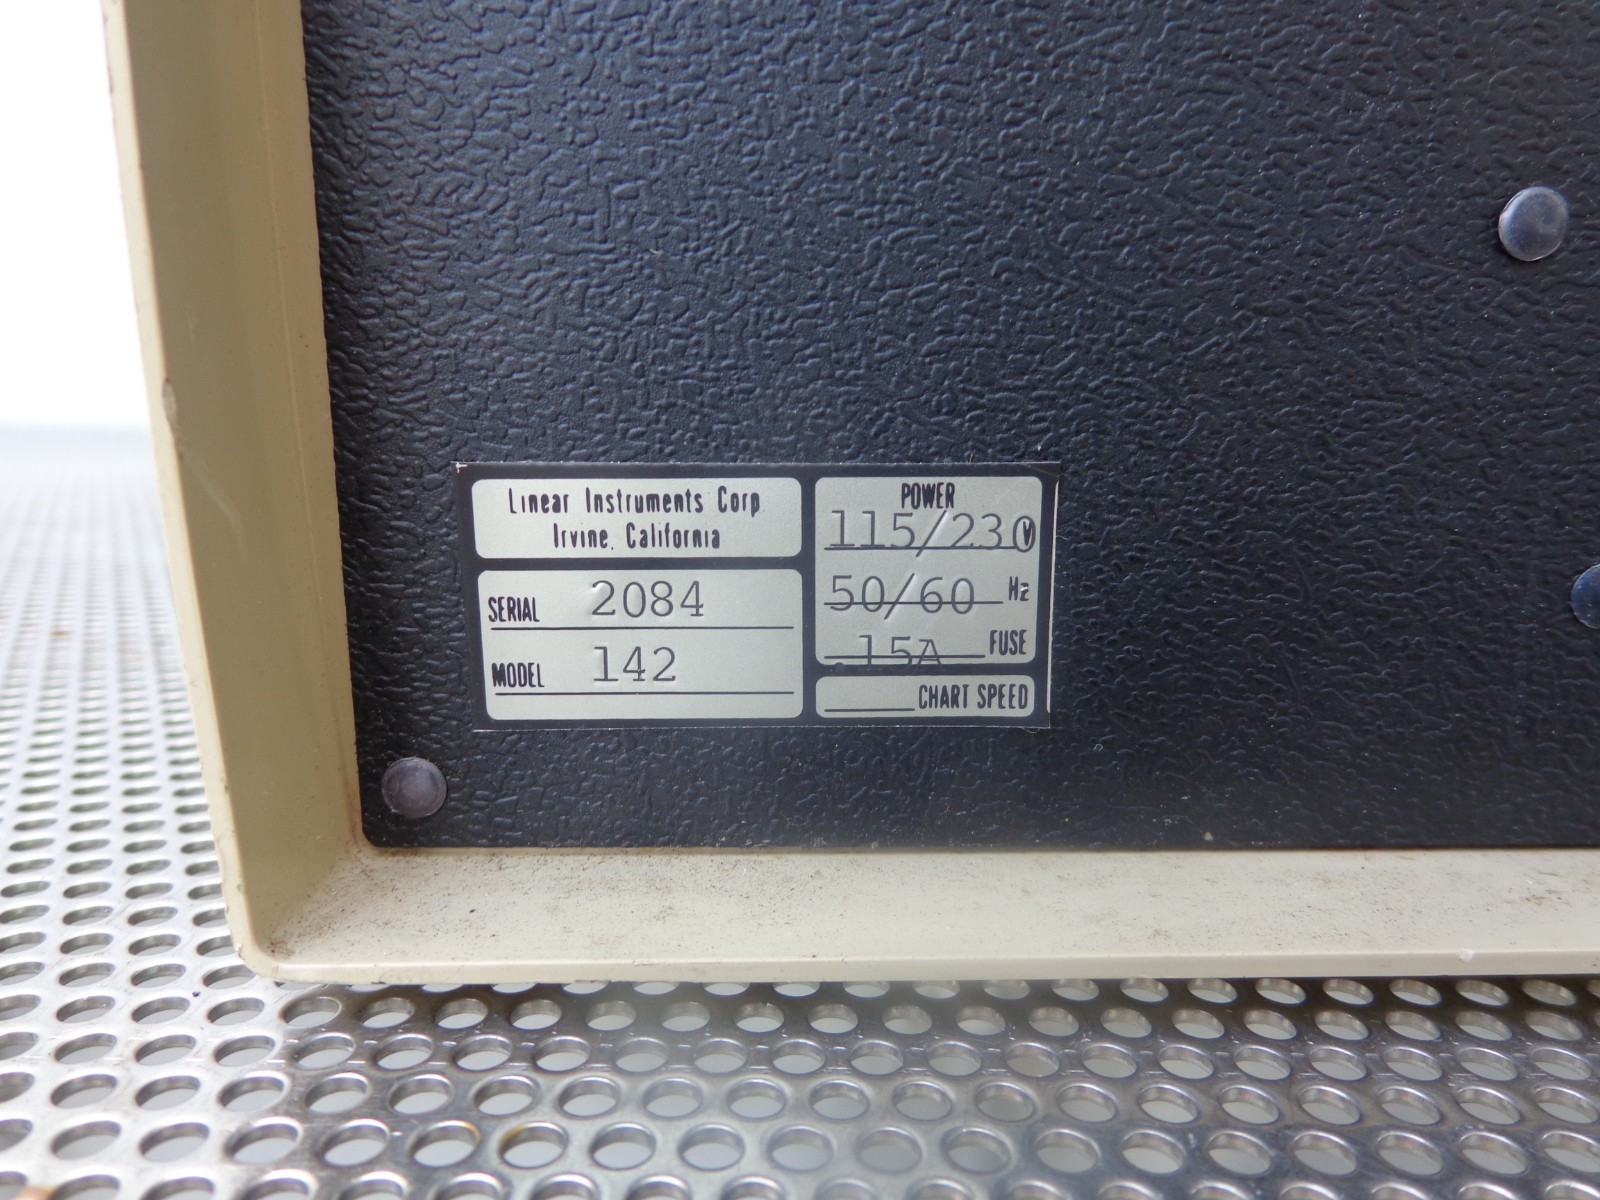 Linear Instruments Corp
Irvine, California
SERIAL 2084
MODEL 142
POWER
115/230 V
50/60 Hz
.15A FUSE
CHART SPEED